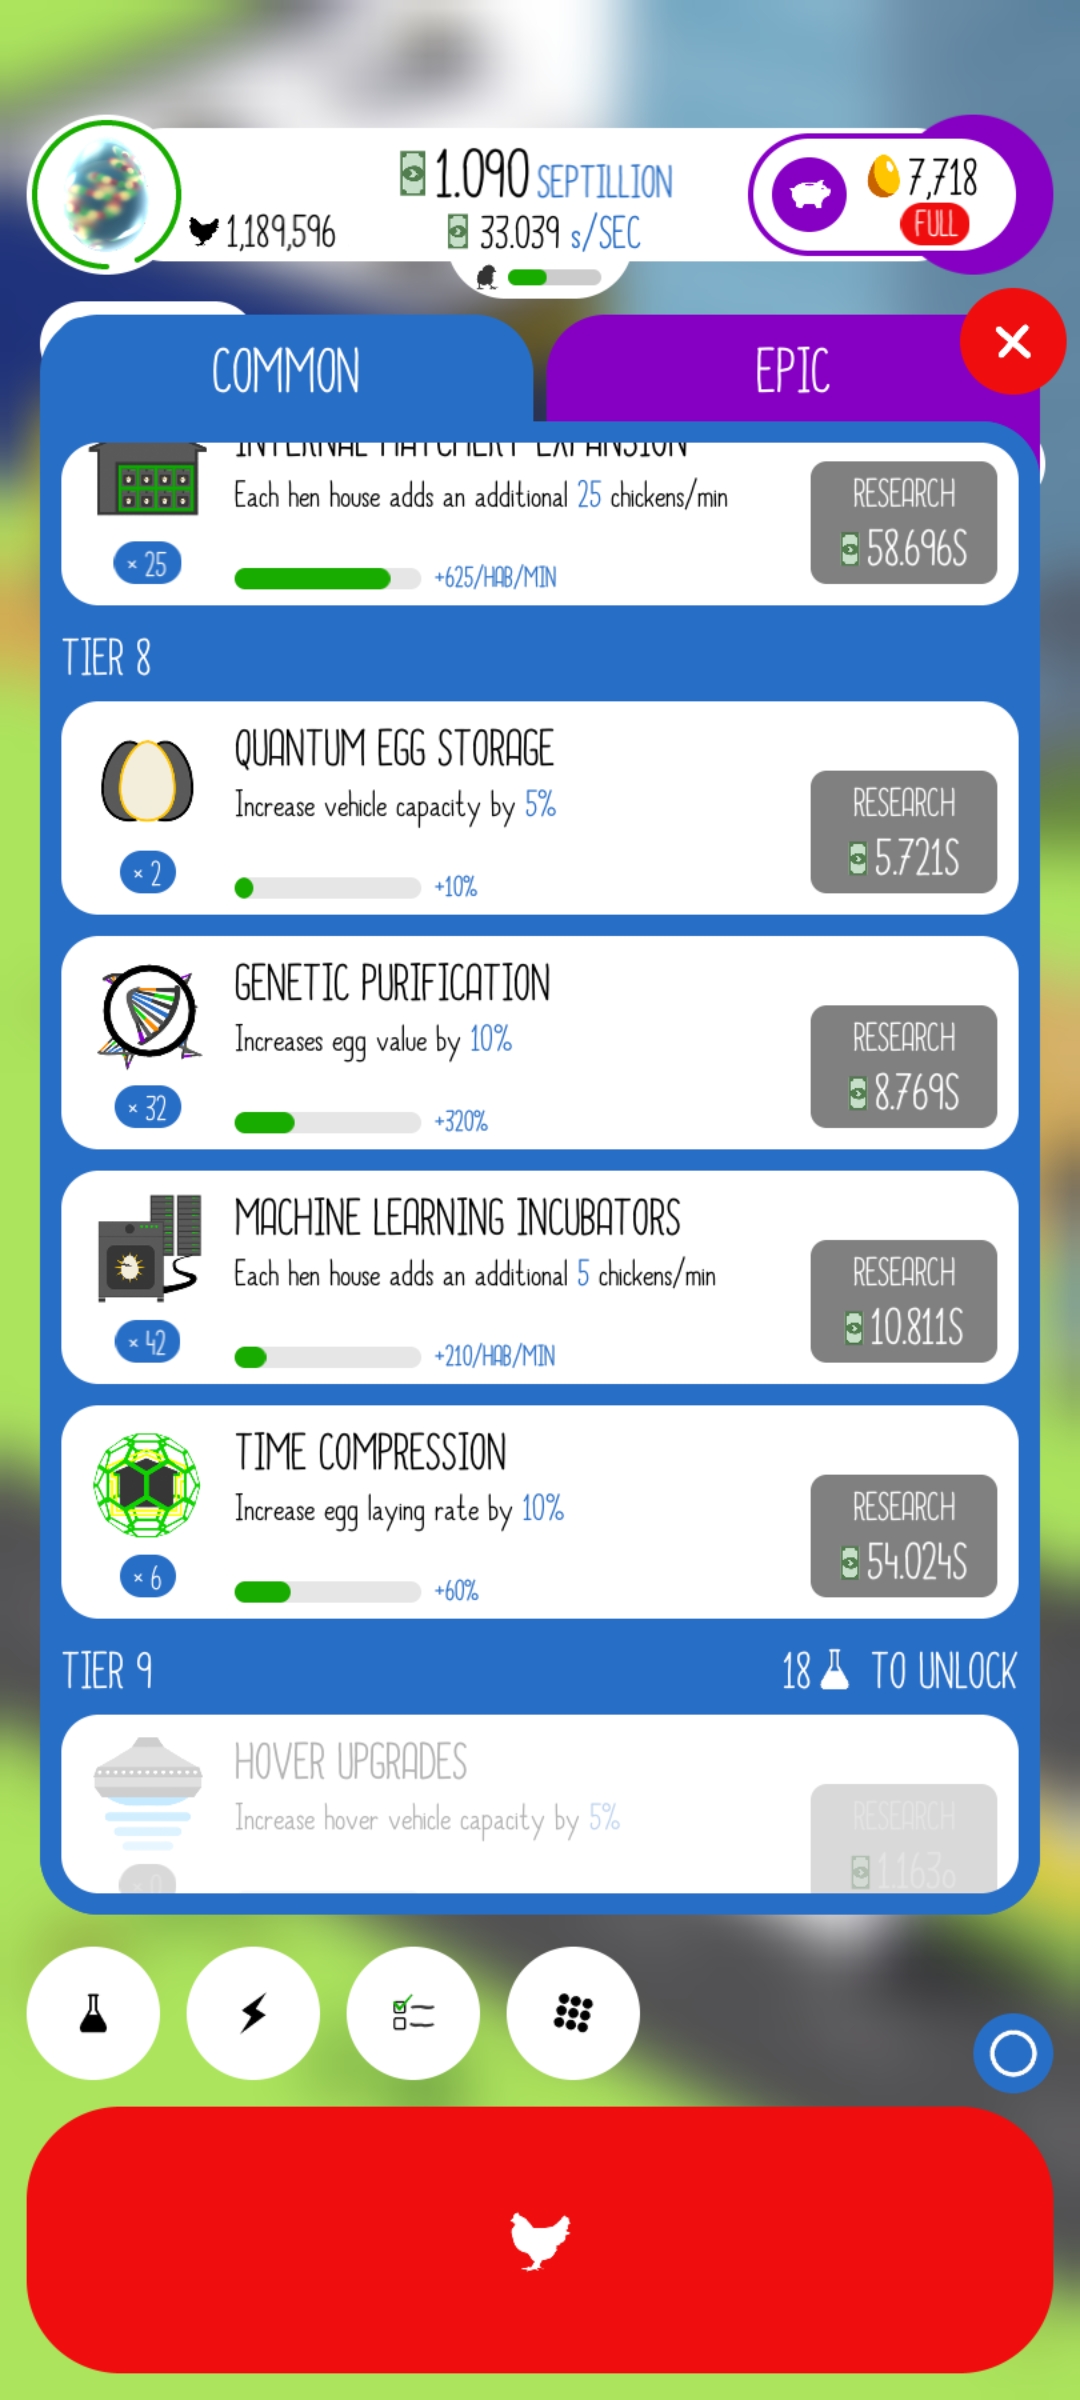 1.090 SEPTILLION
7,718
1,189,596
33.039 s/SEC
FULL
COMMON
EPIC
INTERNAL HATCHERY EXPANSION
Each hen house adds an additional 25 chickens/min
RESEARCH
58.696S
× 25
+625/HAB/MIN
TIER 8
QUANTUM EGG STORAGE
Increase vehicle capacity by 5%
RESEARCH
5.721S
× 2
+10%
GENETIC PURIFICATION
Increases egg value by 10%
RESEARCH
8.769S
× 32
+320%
MACHINE LEARNING INCUBATORS
Each hen house adds an additional 5 chickens/min
RESEARCH
10.811S
× 42
+210/HAB/MIN
TIME COMPRESSION
Increase egg laying rate by 10%
RESEARCH
54.024S
× 6
+60%
TIER 9
18 TO UNLOCK
HOVER UPGRADES
Increase hover vehicle capacity by 5%
RESEARCH
1.163o
× 0